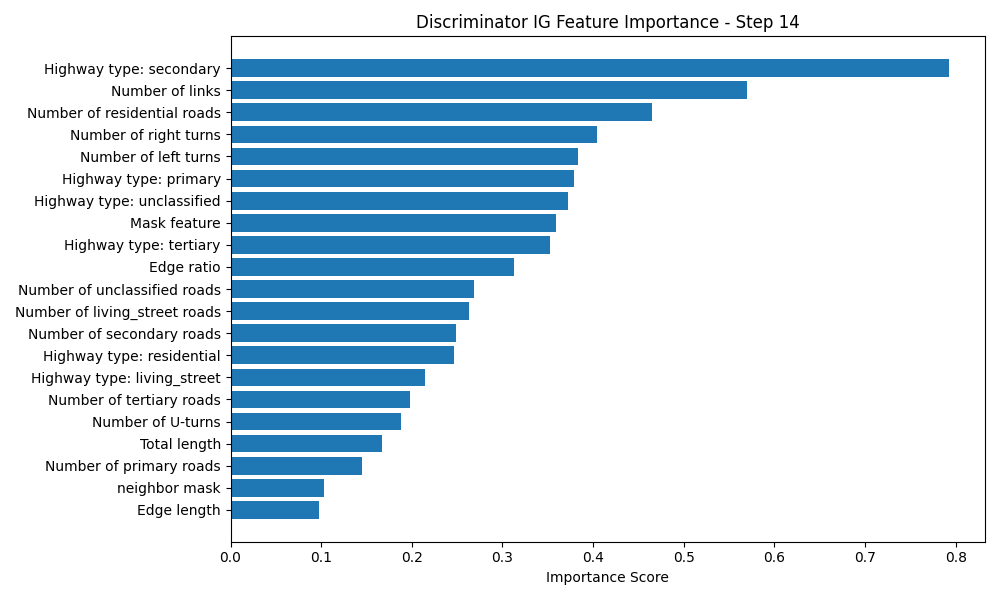 Discriminator IG Feature Importance - Step 14
Highway type: secondary
Number of links
Number of residential roads
Number of right turns
Number of left turns
Highway type: primary
Highway type: unclassified
Mask feature
Highway type: tertiary
Edge ratio
Number of unclassified roads
Number of living_street roads
Number of secondary roads
Highway type: residential
Highway type: living_street
Number of tertiary roads
Number of U-turns
Total length
Number of primary roads
neighbor mask
Edge length
0.0 0.1 0.2 0.3 0.4 0.5 0.6 0.7 0.8
Importance Score